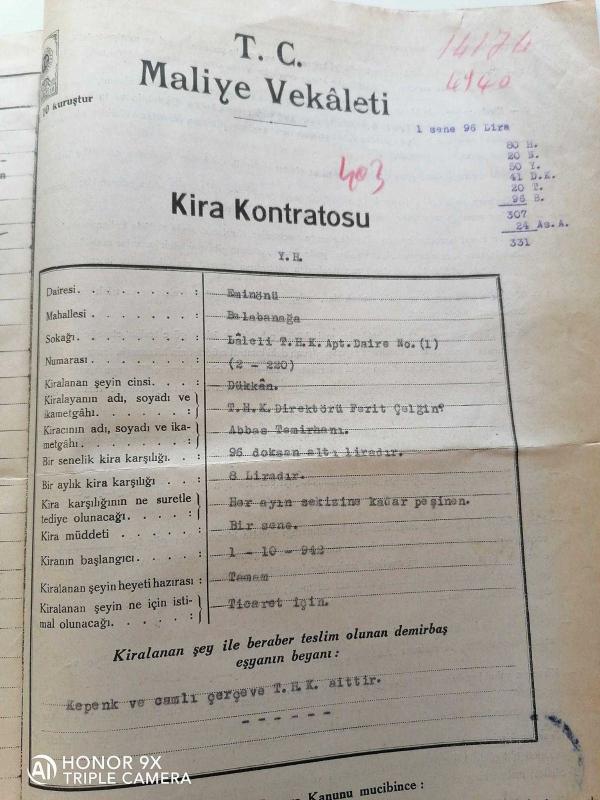 T. C.
Maliye Vekâleti
kuruştur
14174
4940
403
1 sene 96 Lira
80 H.
20 N.
50 Y.
41 D.K.
20 T.
96 B.
307
24 As.A.
331
Kira Kontratosu
Y.H.
Dairesi. . . . . . . . : Eminönü
Mahallesi . . . . . . . : Balabanağa
Sokağı. . . . . . . . : Lâleli T.H.K. Apt.Daire No.(1)
Numarası . . . . . . . : (2 - 220)
Kiralanan şeyin cinsi. . . : Dükkân.
Kiralayanın adı, soyadı ve
ikametgâhı. . . . . . : T.H.K.Direktörü Ferit Çelgin
Kiracının adı, soyadı ve ika-
metgâhı. . . . . . . : Abbas Temirhanı.
Bir senelik kira karşılığı. . : 96 doksan altı liradır.
Bir aylık kira karşılığı . . : 8 Liradır.
Kira karşılığının ne suretle
tediye olunacağı. . . . : Her ayın sekizine kadar peşinen.
Kira müddeti . . . . . : Bir sene.
Kiranın başlangıcı. . . . : 1 - 10 - 942
Kiralanan şeyin heyeti hazırası : Tamam
Kiralanan şeyin ne için isti-
mal olunacağı. . . . . : Ticaret için.
Kiralanan şey ile beraber teslim olunan demirbaş
eşyanın beyanı :
Kepenk ve camlı çerçeve T.H.K. aittir.
- - - - - -
Kanunu mucibince :
AI HONOR 9X
TRIPLE CAMERA